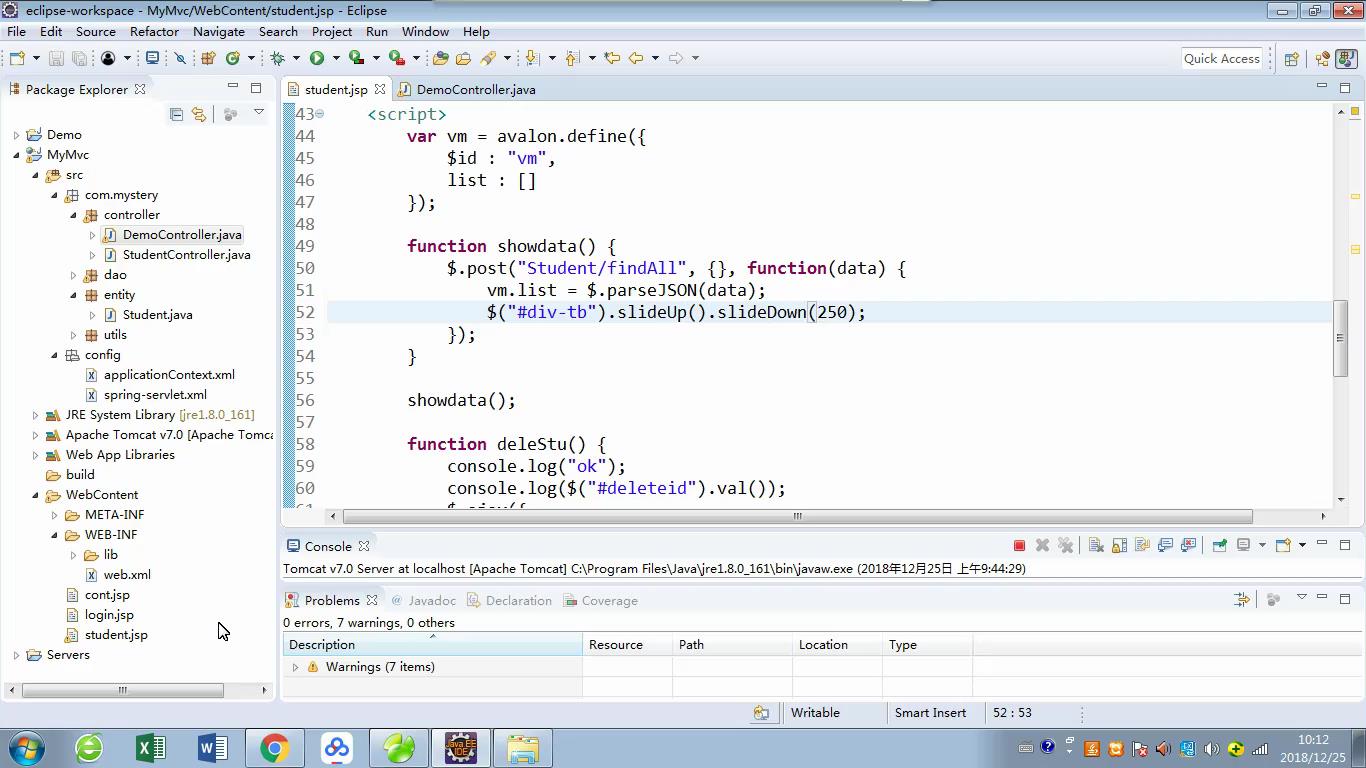 eclipse-workspace - MyMvc/WebContent/student.jsp - Eclipse
File Edit Source Refactor Navigate Search Project Run Window Help
Quick Access
Package Explorer
Demo
MyMvc
src
com.mystery
controller
DemoController.java
StudentController.java
dao
entity
Student.java
utils
config
applicationContext.xml
spring-servlet.xml
JRE System Library [jre1.8.0_161]
Apache Tomcat v7.0 [Apache Tomca
Web App Libraries
build
WebContent
META-INF
WEB-INF
lib
web.xml
cont.jsp
login.jsp
student.jsp
Servers
student.jsp DemoController.java
43 <script>
44 var vm = avalon.define({
45 $id : "vm",
46 list : []
47 });
48
49 function showdata() {
50 $.post("Student/findAll", {}, function(data) {
51 vm.list = $.parseJSON(data);
52 $("#div-tb").slideUp().slideDown(250);
53 });
54 }
55
56 showdata();
57
58 function deleStu() {
59 console.log("ok");
60 console.log($("#deleteid").val());
Console
Tomcat v7.0 Server at localhost [Apache Tomcat] C:\Program Files\Java\jre1.8.0_161\bin\javaw.exe (2018年12月25日 上午9:44:29)
Problems Javadoc Declaration Coverage
0 errors, 7 warnings, 0 others
Description Resource Path Location Type
Warnings (7 items)
Writable Smart Insert 52 : 53
Java EE
IDE
10:12
2018/12/25